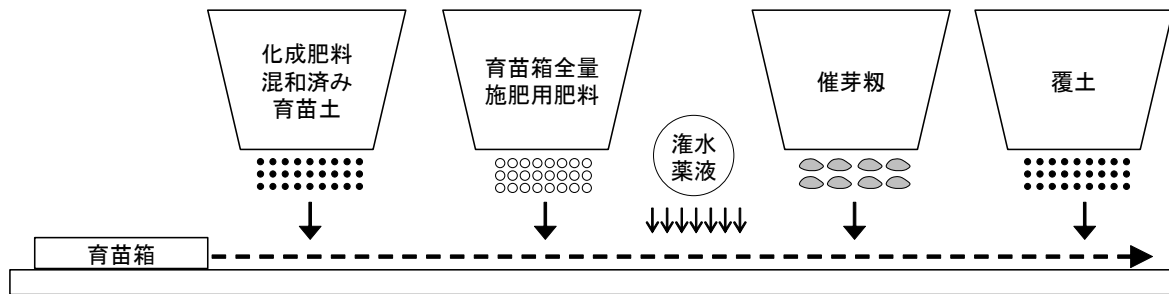 化成肥料
混和済み
育苗土
育苗箱全量
施肥用肥料
潅水
薬液
催芽籾
覆土
育苗箱